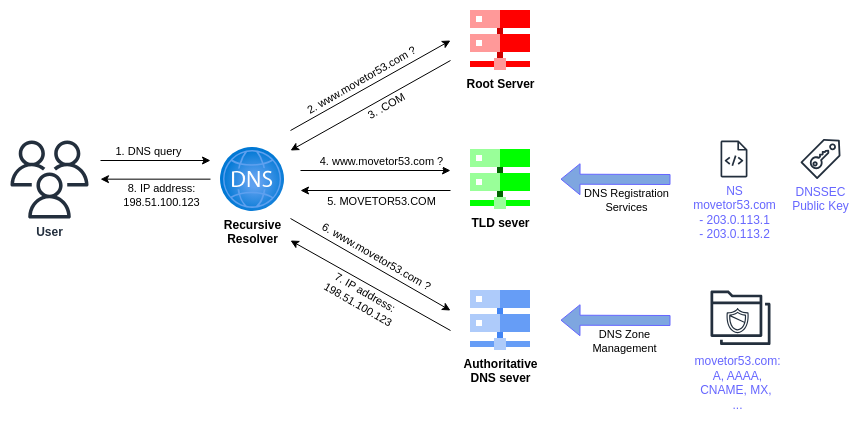 2. www.movetor53.com ?
3. .COM
Root Server
1. DNS query
8. IP address:
198.51.100.123
User
DNS
Recursive
Resolver
4. www.movetor53.com ?
5. MOVETOR53.COM
TLD sever
DNS Registration
Services
NS
movetor53.com
- 203.0.113.1
- 203.0.113.2
DNSSEC
Public Key
6. www.movetor53.com ?
7. IP address:
198.51.100.123
Authoritative
DNS sever
DNS Zone
Management
movetor53.com:
A, AAAA,
CNAME, MX,
...